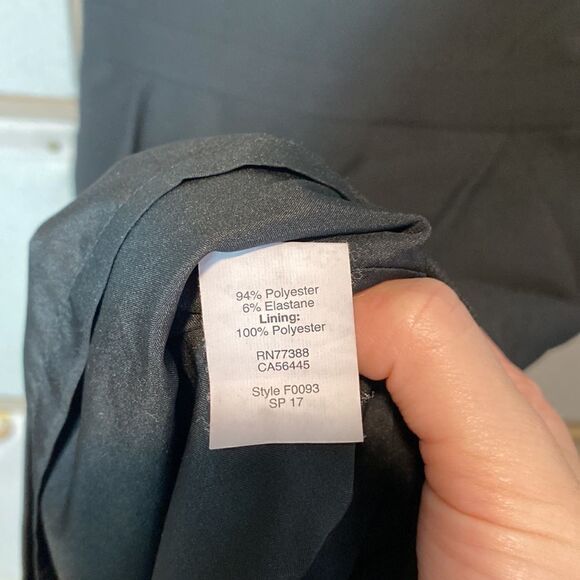 94% Polyester
6% Elastane
Lining:
100% Polyester
RN77388
CA56445
Style F0093
SP 17